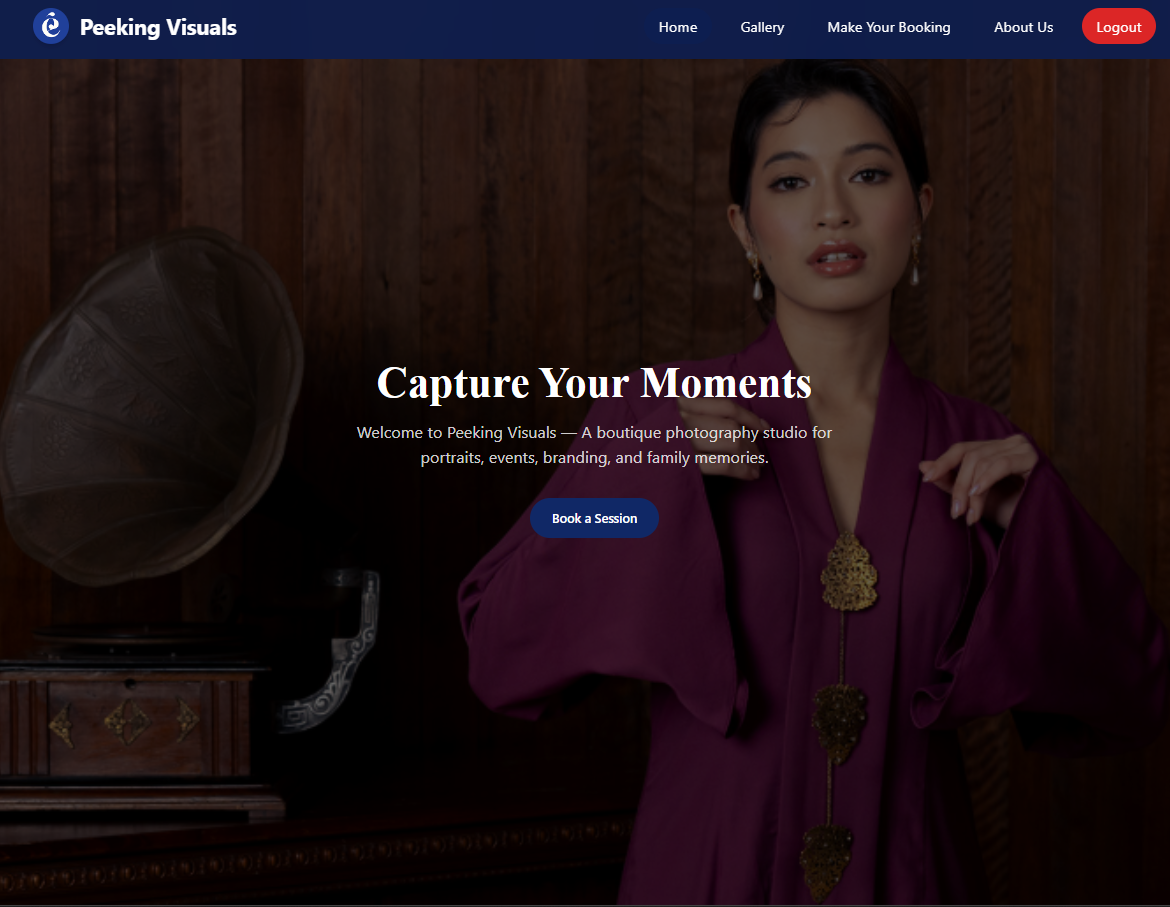 Peeking Visuals
Home
Gallery
Make Your Booking
About Us
Logout
Capture Your Moments
Welcome to Peeking Visuals — A boutique photography studio for
portraits, events, branding, and family memories.
Book a Session